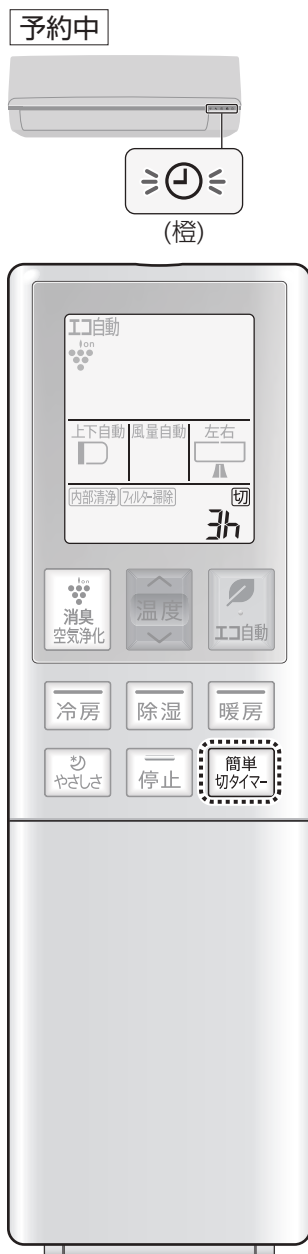 予約中
(橙)
エコ自動
ion
上下自動 風量自動 左右
内部清浄 フィルター掃除 切
3h
ion
消臭
空気浄化
温度
エコ自動
冷房 除湿 暖房
やさしさ 停止 簡単
切タイマー